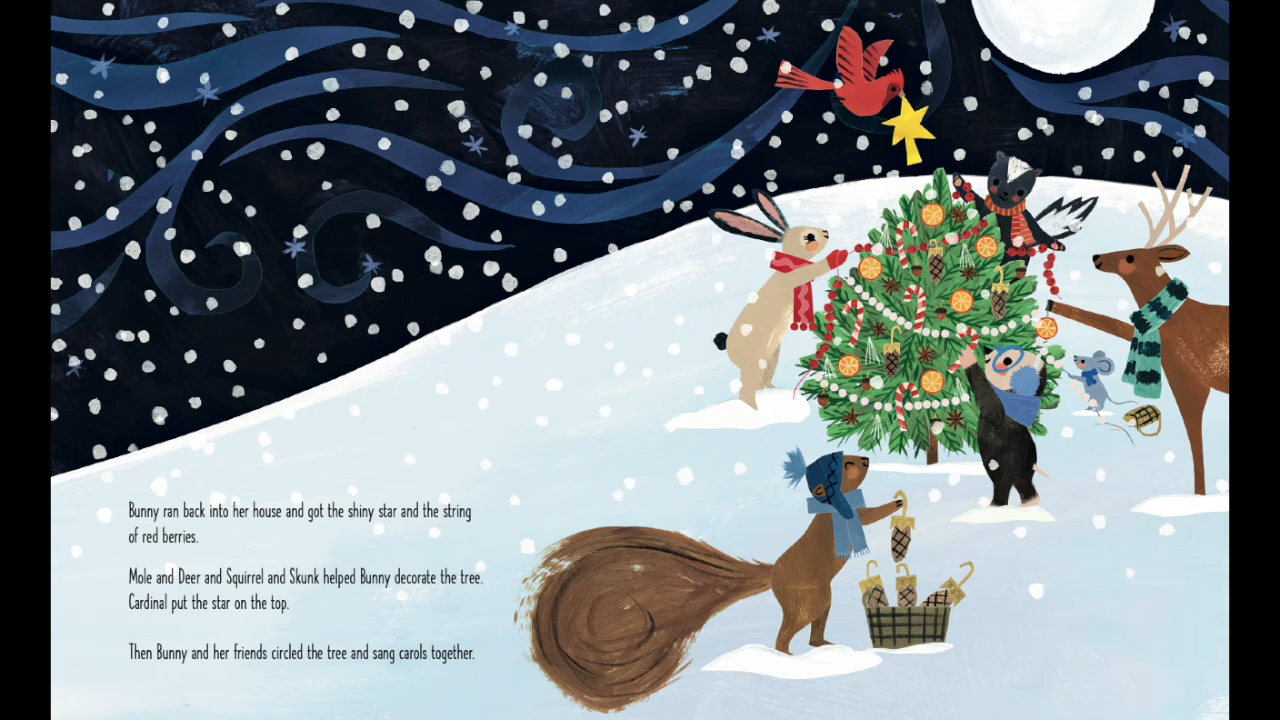 Bunny ran back into her house and got the shiny star and the string
of red berries.
Mole and Deer and Squirrel and Skunk helped Bunny decorate the tree.
Cardinal put the star on the top.
Then Bunny and her friends circled the tree and sang carols together.